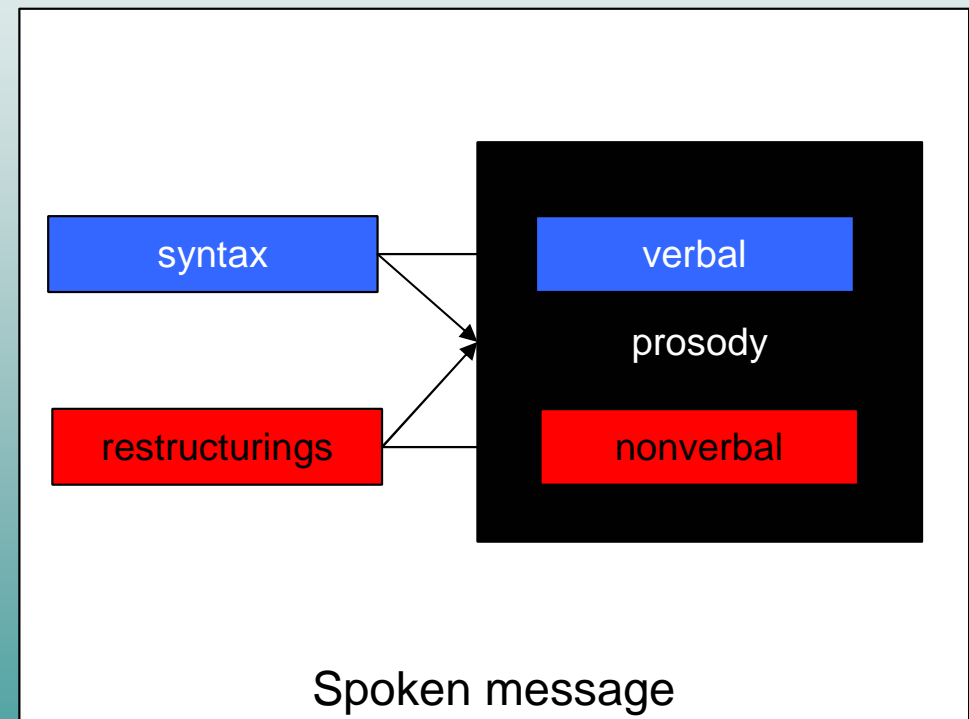 syntax
verbal
prosody
restructurings
nonverbal
Spoken message